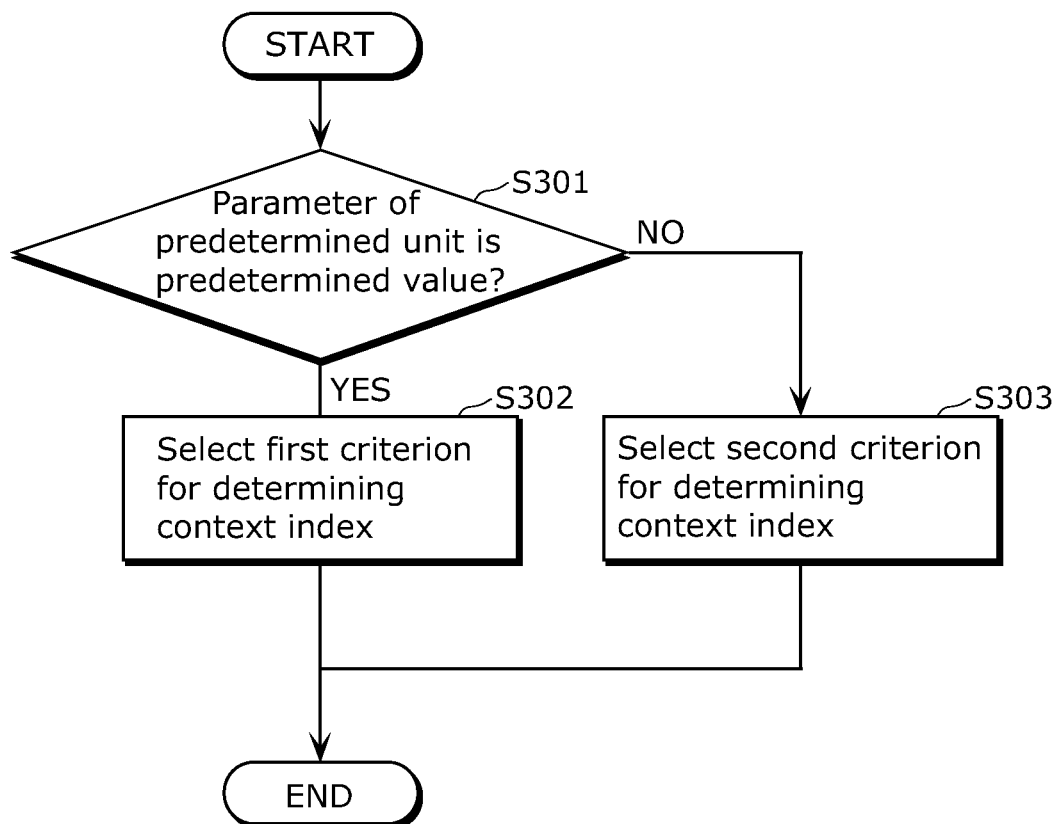 START
S301
Parameter of
predetermined unit is
predetermined value?
NO
YES
S302
Select first criterion
for determining
context index
S303
Select second criterion
for determining
context index
END